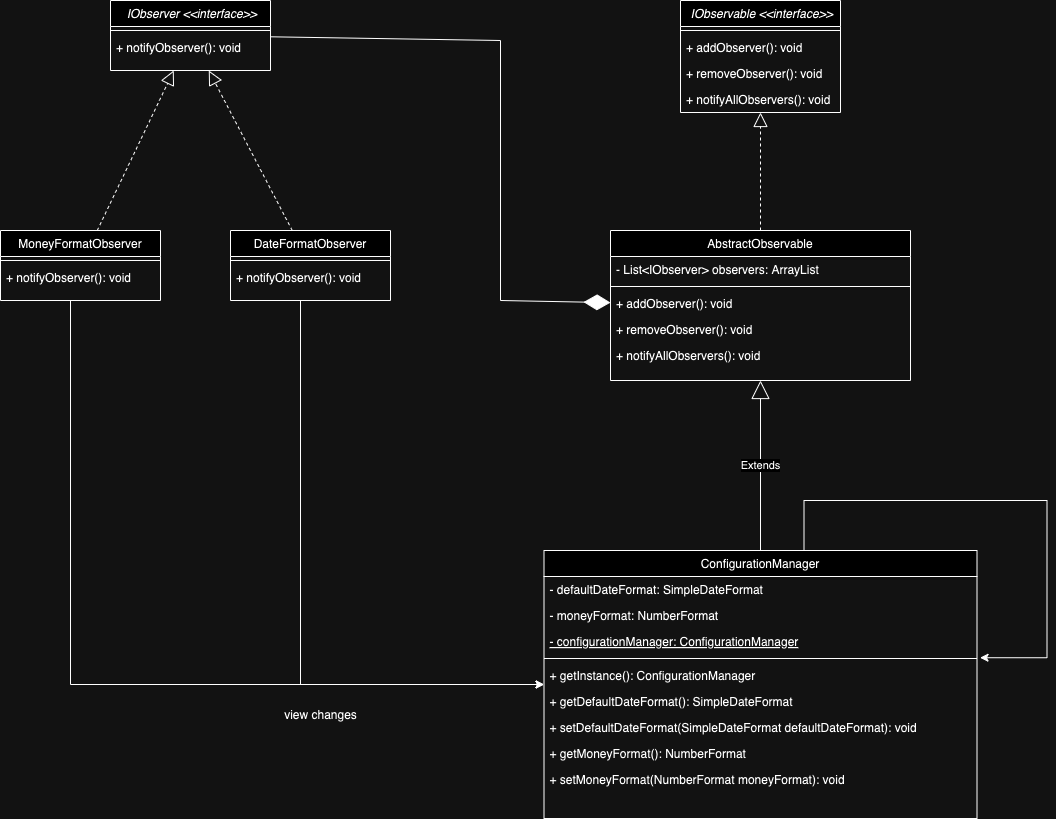 IObserver <<interface>>
+ notifyObserver(): void
IObservable <<interface>>
+ addObserver(): void
+ removeObserver(): void
+ notifyAllObservers(): void
MoneyFormatObserver
+ notifyObserver(): void
DateFormatObserver
+ notifyObserver(): void
AbstractObservable
- List<IObserver> observers: ArrayList
+ addObserver(): void
+ removeObserver(): void
+ notifyAllObservers(): void
Extends
ConfigurationManager
- defaultDateFormat: SimpleDateFormat
- moneyFormat: NumberFormat
- configurationManager: ConfigurationManager
+ getInstance(): ConfigurationManager
+ getDefaultDateFormat(): SimpleDateFormat
+ setDefaultDateFormat(SimpleDateFormat defaultDateFormat): void
+ getMoneyFormat(): NumberFormat
+ setMoneyFormat(NumberFormat moneyFormat): void
view changes